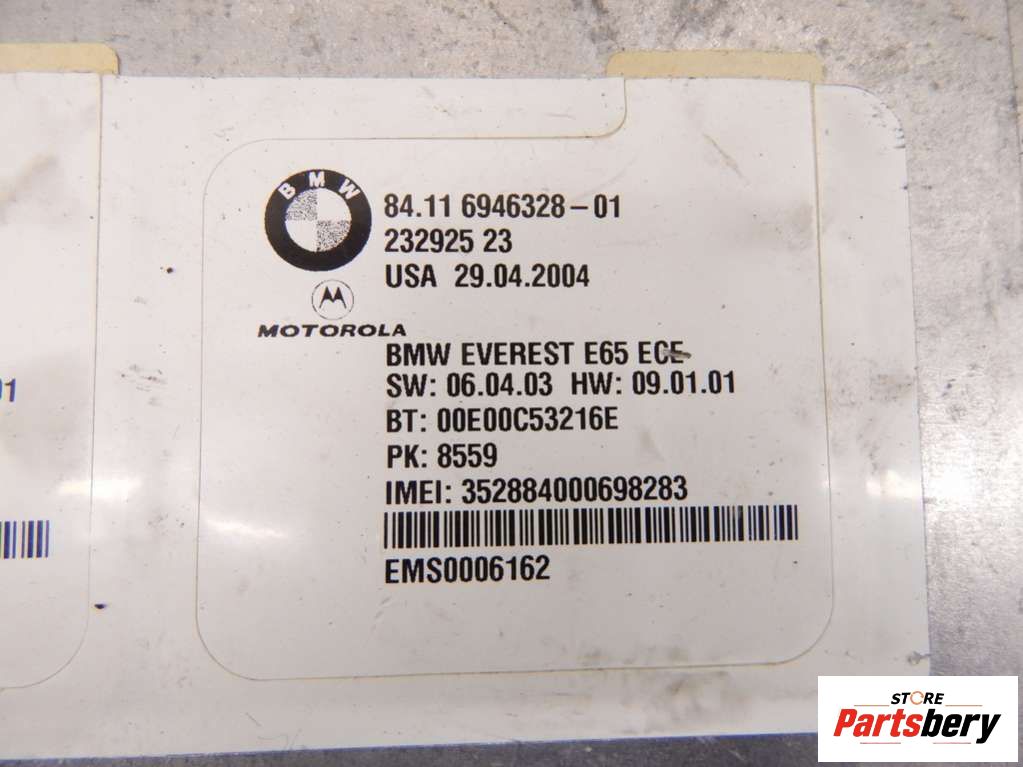 BMW
84.11 6946328-01
232925 23
USA 29.04.2004
MOTOROLA
BMW EVEREST E65 ECE
SW: 06.04.03 HW: 09.01.01
BT: 00E00C53216E
PK: 8559
IMEI: 352884000698283
EMS0006162
01
STORE
Partsbery